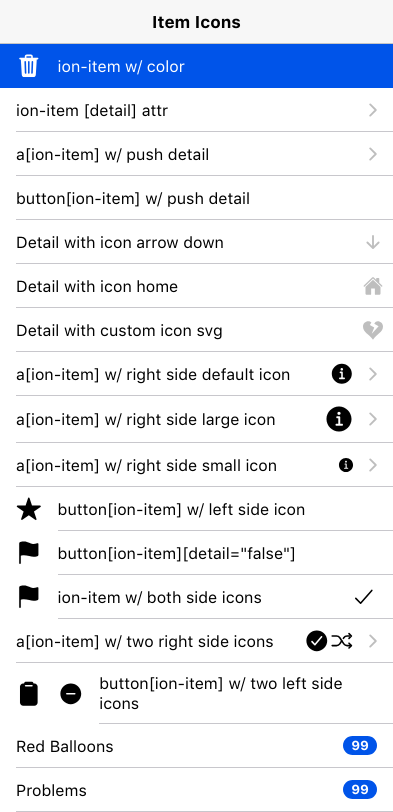 Item Icons
ion-item w/ color
ion-item [detail] attr
a[ion-item] w/ push detail
button[ion-item] w/ push detail
Detail with icon arrow down
Detail with icon home
Detail with custom icon svg
a[ion-item] w/ right side default icon
a[ion-item] w/ right side large icon
a[ion-item] w/ right side small icon
button[ion-item] w/ left side icon
button[ion-item][detail="false"]
ion-item w/ both side icons
a[ion-item] w/ two right side icons
button[ion-item] w/ two left side
icons
Red Balloons 99
Problems 99